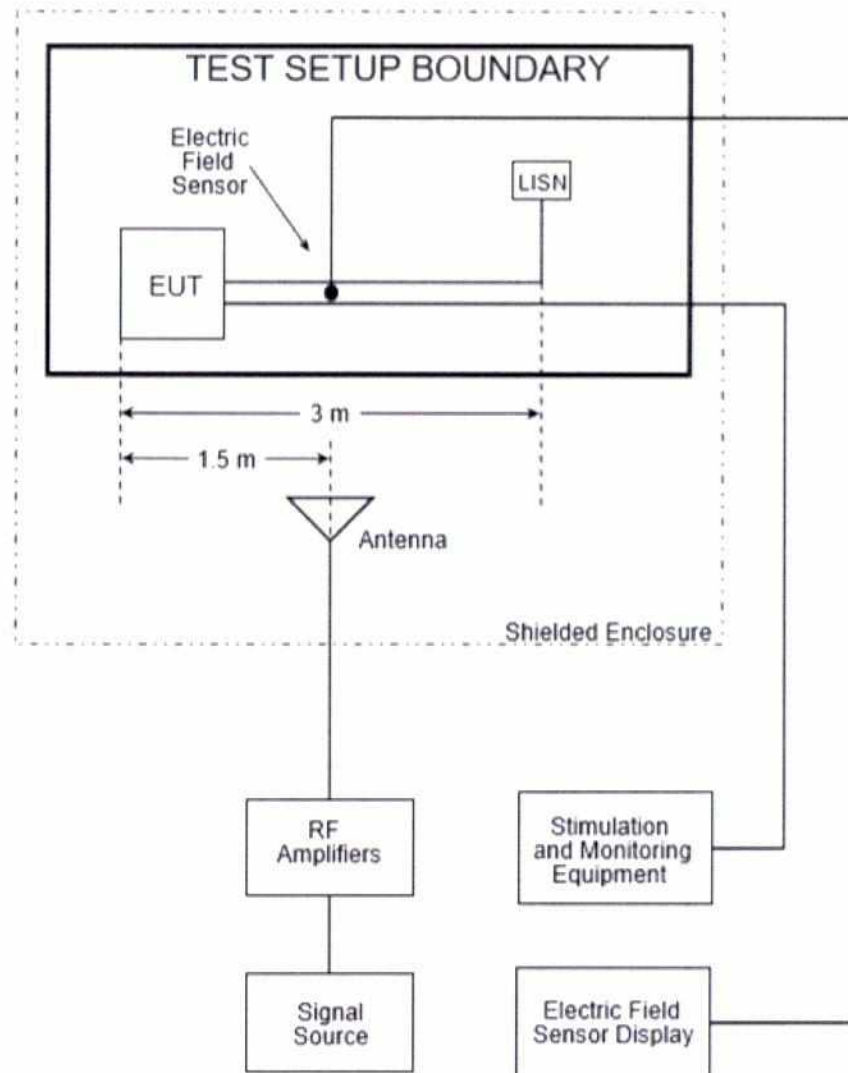 TEST SETUP BOUNDARY
Electric
Field
Sensor
LISN
EUT
3 m
1.5 m
Antenna
Shielded Enclosure
RF
Amplifiers
Stimulation
and Monitoring
Equipment
Signal
Source
Electric Field
Sensor Display